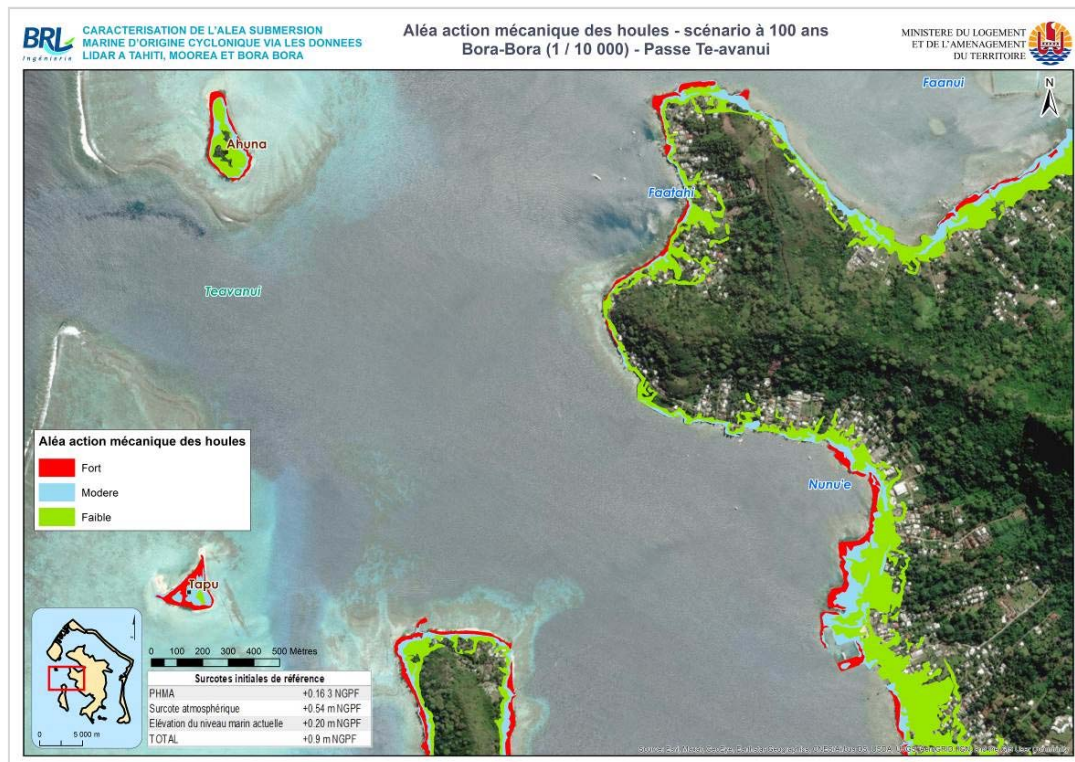 BRL
Ingénierie
CARACTERISATION DE L'ALEA SUBMERSION
MARINE D'ORIGINE CYCLONIQUE VIA LES DONNEES
LIDAR A TAHITI, MOOREA ET BORA BORA
Aléa action mécanique des houles - scénario à 100 ans
Bora-Bora (1 / 10 000) - Passe Te-avanui
MINISTERE DU LOGEMENT
ET DE L'AMENAGEMENT
DU TERRITOIRE
Faanui
N
Ahuna
Faatahi
Teavanui
Aléa action mécanique des houles
Fort
Modere
Faible
Nunu'e
Tapu
0 100 200 300 400 500 Mètres
Surcotes initiales de référence
PHMA +0.16 3 NGPF
Surcote atmosphérique +0.54 m NGPF
Elévation du niveau marin actuelle +0.20 m NGPF
TOTAL +0.9 m NGPF
0 5 000 m